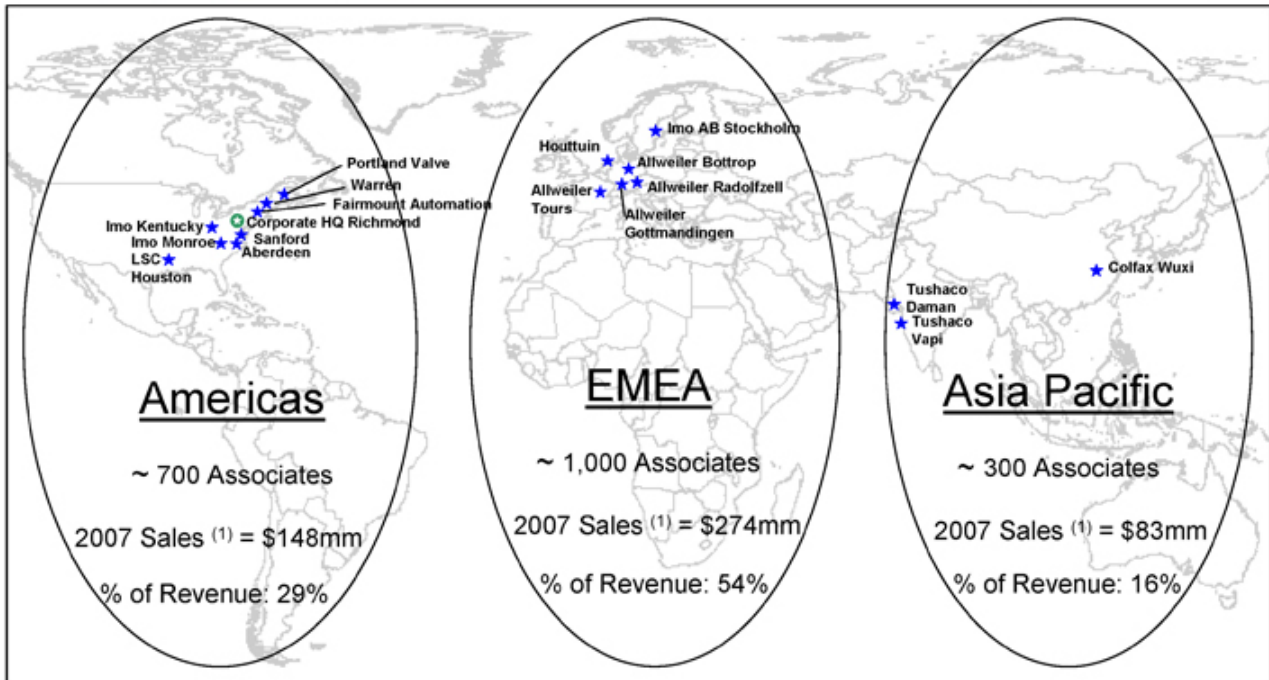 Portland Valve
Warren
Fairmount Automation
Corporate HQ Richmond
Imo Kentucky
Sanford
Imo Monroe
Aberdeen
LSC
Houston
Americas
~ 700 Associates
2007 Sales (1) = $148mm
% of Revenue: 29%
Imo AB Stockholm
Houttuin
Allweiler Bottrop
Allweiler
Tours
Allweiler Radolfzell
Allweiler
Gottmandingen
EMEA
~ 1,000 Associates
2007 Sales (1) = $274mm
% of Revenue: 54%
Colfax Wuxi
Tushaco
Daman
Tushaco
Vapi
Asia Pacific
~ 300 Associates
2007 Sales (1) = $83mm
% of Revenue: 16%